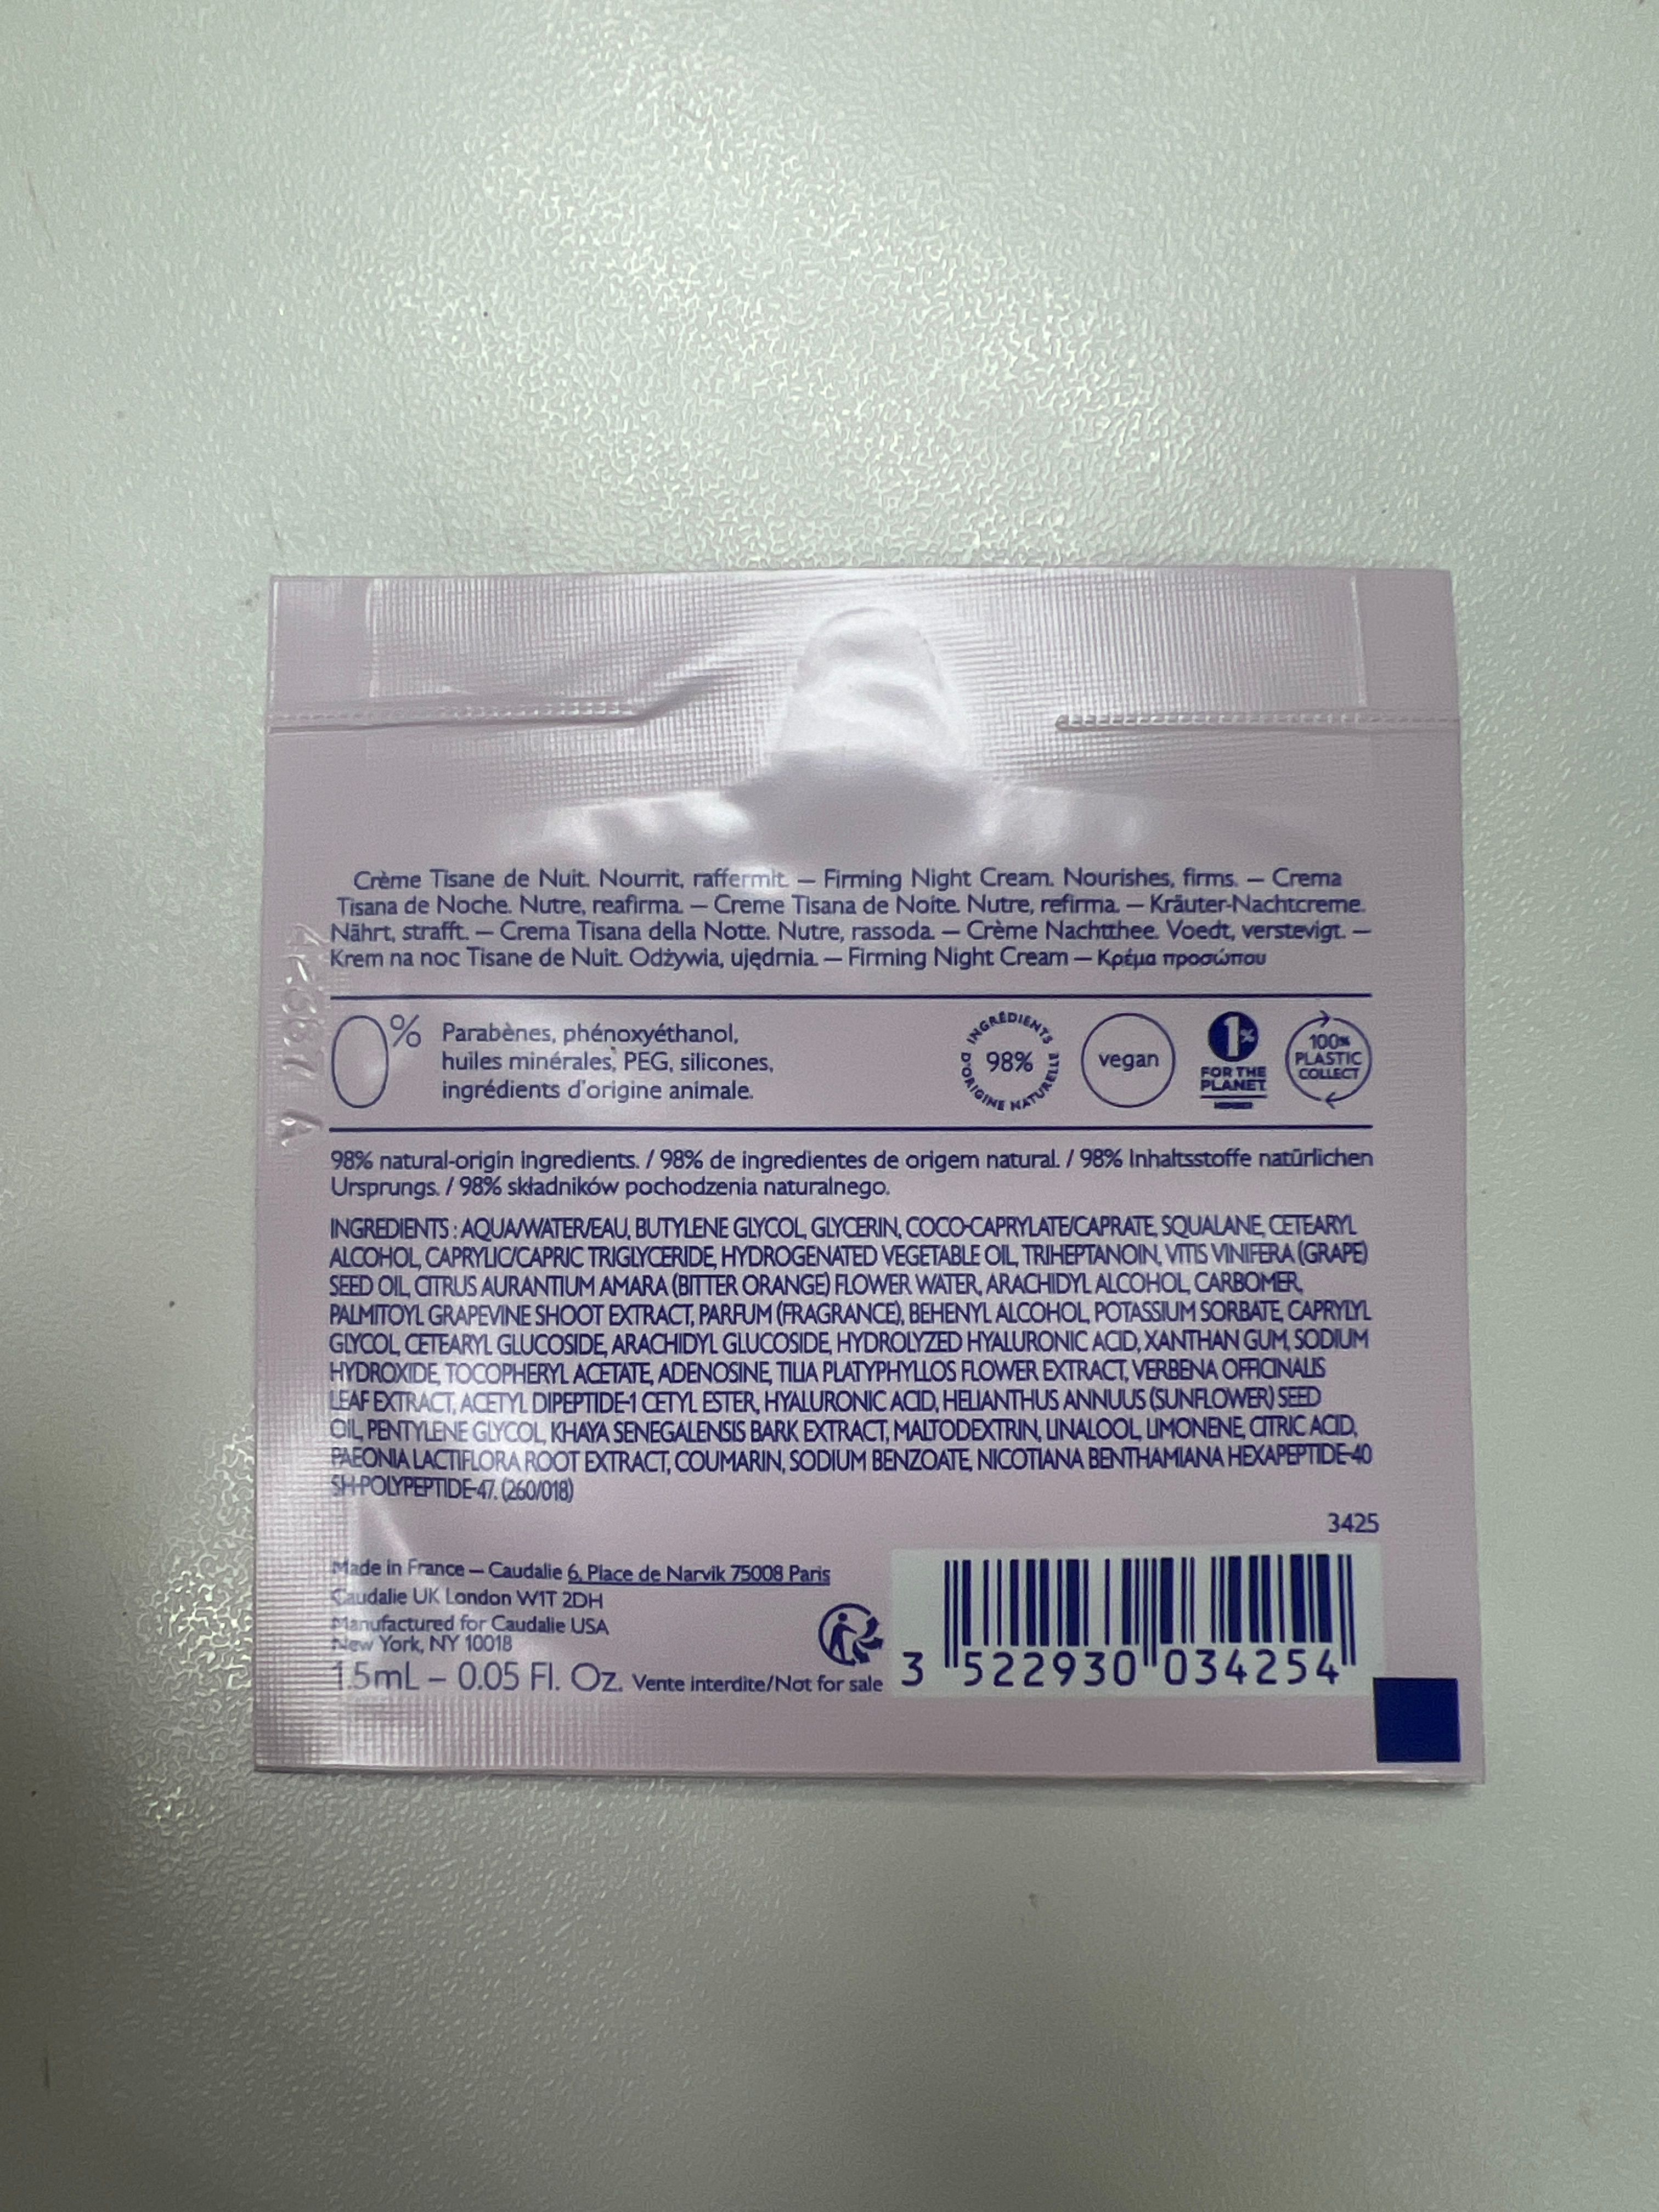 Crème Tisane de Nuit. Nourrit, raffermit. — Firming Night Cream. Nourishes, firms. — Crema
Tisana de Noche. Nutre, reafirma. — Creme Tisana de Noite. Nutre, refirma. — Kräuter-Nachtcreme.
Nährt, strafft. — Crema Tisana della Notte. Nutre, rassoda. — Crème Nachtthee. Voedt, verstevigt. —
Krem na noc Tisane de Nuit. Odżywia, ujędrnia. — Firming Night Cream — Κρέμα προσώπου
0% Parabènes, phénoxyéthanol,
huiles minérales, PEG, silicones,
ingrédients d'origine animale.
INGRÉDIENTS D'ORIGINE NATURELLE
98%
vegan
1%
FOR THE
PLANET
MEMBER
100%
PLASTIC
COLLECT
98% natural-origin ingredients. / 98% de ingredientes de origem natural. / 98% Inhaltsstoffe natürlichen
Ursprungs. / 98% składników pochodzenia naturalnego.
INGREDIENTS : AQUA/WATER/EAU, BUTYLENE GLYCOL, GLYCERIN, COCO-CAPRYLATE/CAPRATE, SQUALANE, CETEARYL
ALCOHOL, CAPRYLIC/CAPRIC TRIGLYCERIDE, HYDROGENATED VEGETABLE OIL, TRIHEPTANOIN, VITIS VINIFERA (GRAPE)
SEED OIL, CITRUS AURANTIUM AMARA (BITTER ORANGE) FLOWER WATER, ARACHIDYL ALCOHOL, CARBOMER,
PALMITOYL GRAPEVINE SHOOT EXTRACT, PARFUM (FRAGRANCE), BEHENYL ALCOHOL, POTASSIUM SORBATE, CAPRYLYL
GLYCOL, CETEARYL GLUCOSIDE, ARACHIDYL GLUCOSIDE, HYDROLYZED HYALURONIC ACID, XANTHAN GUM, SODIUM
HYDROXIDE, TOCOPHERYL ACETATE, ADENOSINE, TILIA PLATYPHYLLOS FLOWER EXTRACT, VERBENA OFFICINALIS
LEAF EXTRACT, ACETYL DIPEPTIDE-1 CETYL ESTER, HYALURONIC ACID, HELIANTHUS ANNUUS (SUNFLOWER) SEED
OIL, PENTYLENE GLYCOL, KHAYA SENEGALENSIS BARK EXTRACT, MALTODEXTRIN, LINALOOL, LIMONENE, CITRIC ACID,
PAEONIA LACTIFLORA ROOT EXTRACT, COUMARIN, SODIUM BENZOATE, NICOTIANA BENTHAMIANA HEXAPEPTIDE-40
SH-POLYPEPTIDE-47. (260/018)
3425
Made in France — Caudalie 6, Place de Narvik 75008 Paris
Caudalie UK London W1T 2DH
Manufactured for Caudalie USA
New York, NY 10018
1.5mL – 0.05 Fl. Oz. Vente interdite/Not for sale
3 522930 034254